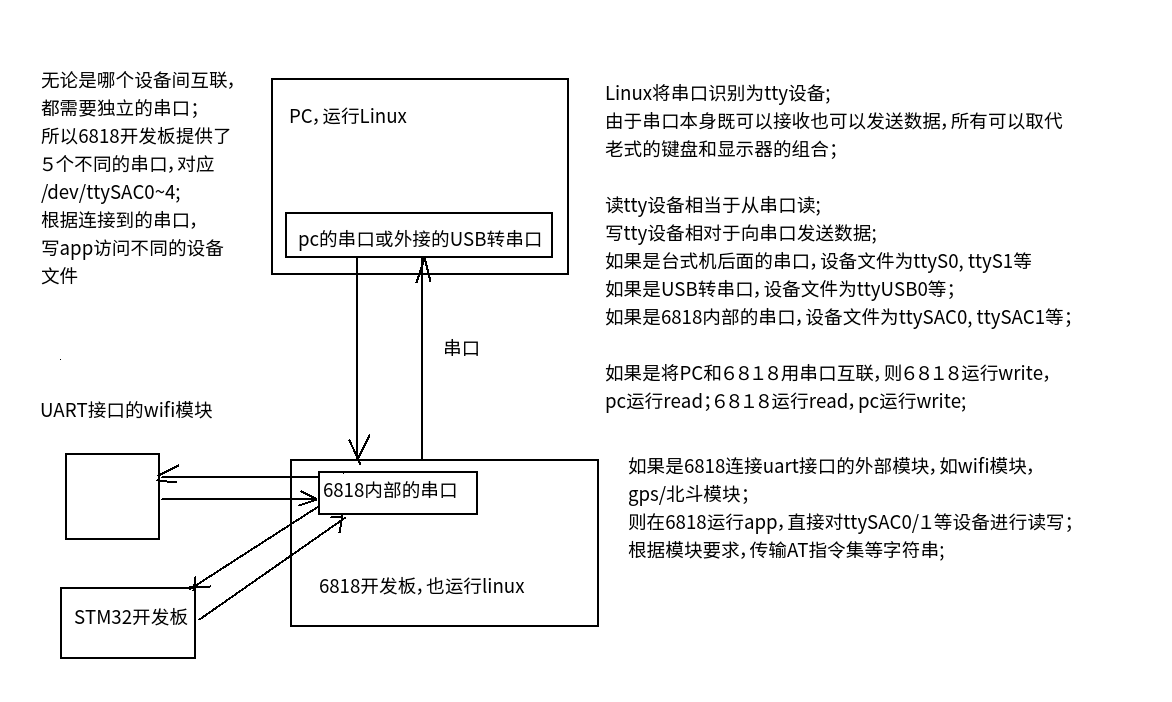 无论是哪个设备间互联,
都需要独立的串口;
所以6818开发板提供了
５个不同的串口, 对应
/dev/ttySAC0~4;
根据连接到的串口,
写app访问不同的设备
文件
UART接口的wifi模块
PC, 运行Linux
pc的串口或外接的USB转串口
串口
6818内部的串口
6818开发板, 也运行linux
STM32开发板
Linux将串口识别为tty设备;
由于串口本身既可以接收也可以发送数据, 所有可以取代
老式的键盘和显示器的组合;
读tty设备相当于从串口读;
写tty设备相对于向串口发送数据;
如果是台式机后面的串口, 设备文件为ttyS0, ttyS1等
如果是USB转串口, 设备文件为ttyUSB0等;
如果是6818内部的串口, 设备文件为ttySAC0, ttySAC1等;
如果是将PC和６８１８用串口互联, 则６８１８运行write,
pc运行read; ６８１８运行read, pc运行write;
如果是6818连接uart接口的外部模块, 如wifi模块,
gps/北斗模块;
则在6818运行app, 直接对ttySAC0/１等设备进行读写;
根据模块要求, 传输AT指令集等字符串;